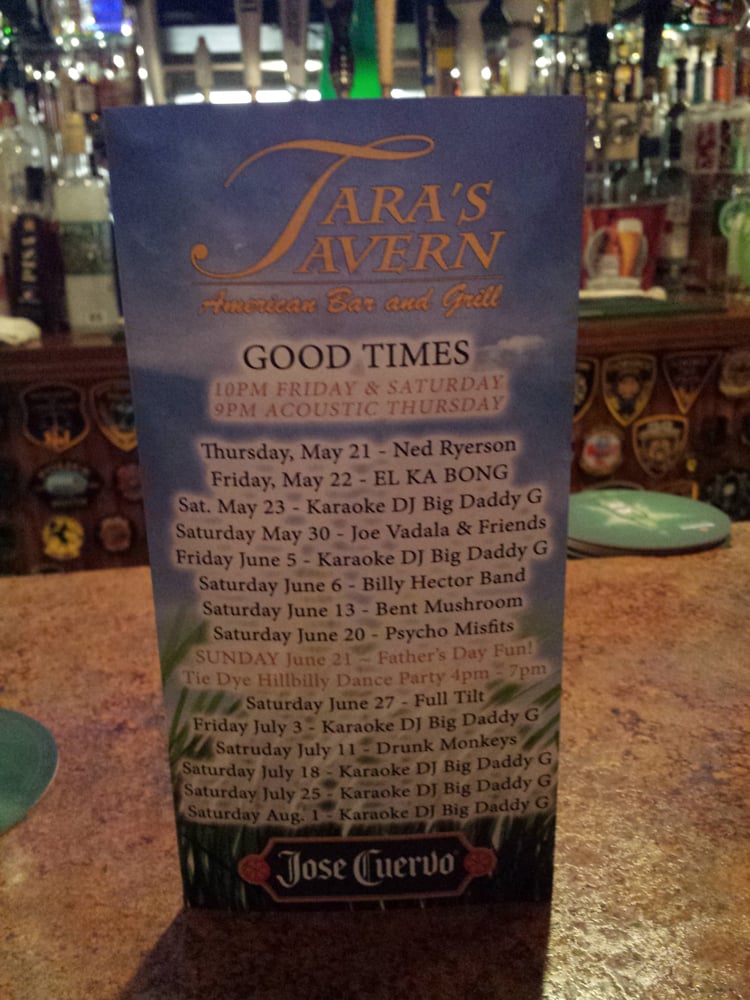 TARA'S
TAVERN
American Bar and Grill
GOOD TIMES
10PM FRIDAY & SATURDAY
9PM ACOUSTIC THURSDAY
Thursday, May 21 - Ned Ryerson
Friday, May 22 - EL KA BONG
Sat. May 23 - Karaoke DJ Big Daddy G
Saturday May 30 - Joe Vadala & Friends
Friday June 5 - Karaoke DJ Big Daddy G
Saturday June 6 - Billy Hector Band
Saturday June 13 - Bent Mushroom
Saturday June 20 - Psycho Misfits
SUNDAY June 21 ~ Father's Day Fun!
Tie Dye Hillbilly Dance Party 4pm - 7pm
Saturday June 27 - Full Tilt
Friday July 3 - Karaoke DJ Big Daddy G
Satruday July 11 - Drunk Monkeys
Saturday July 18 - Karaoke DJ Big Daddy G
Saturday July 25 - Karaoke DJ Big Daddy G
Saturday Aug. 1 - Karaoke DJ Big Daddy G
Jose Cuervo